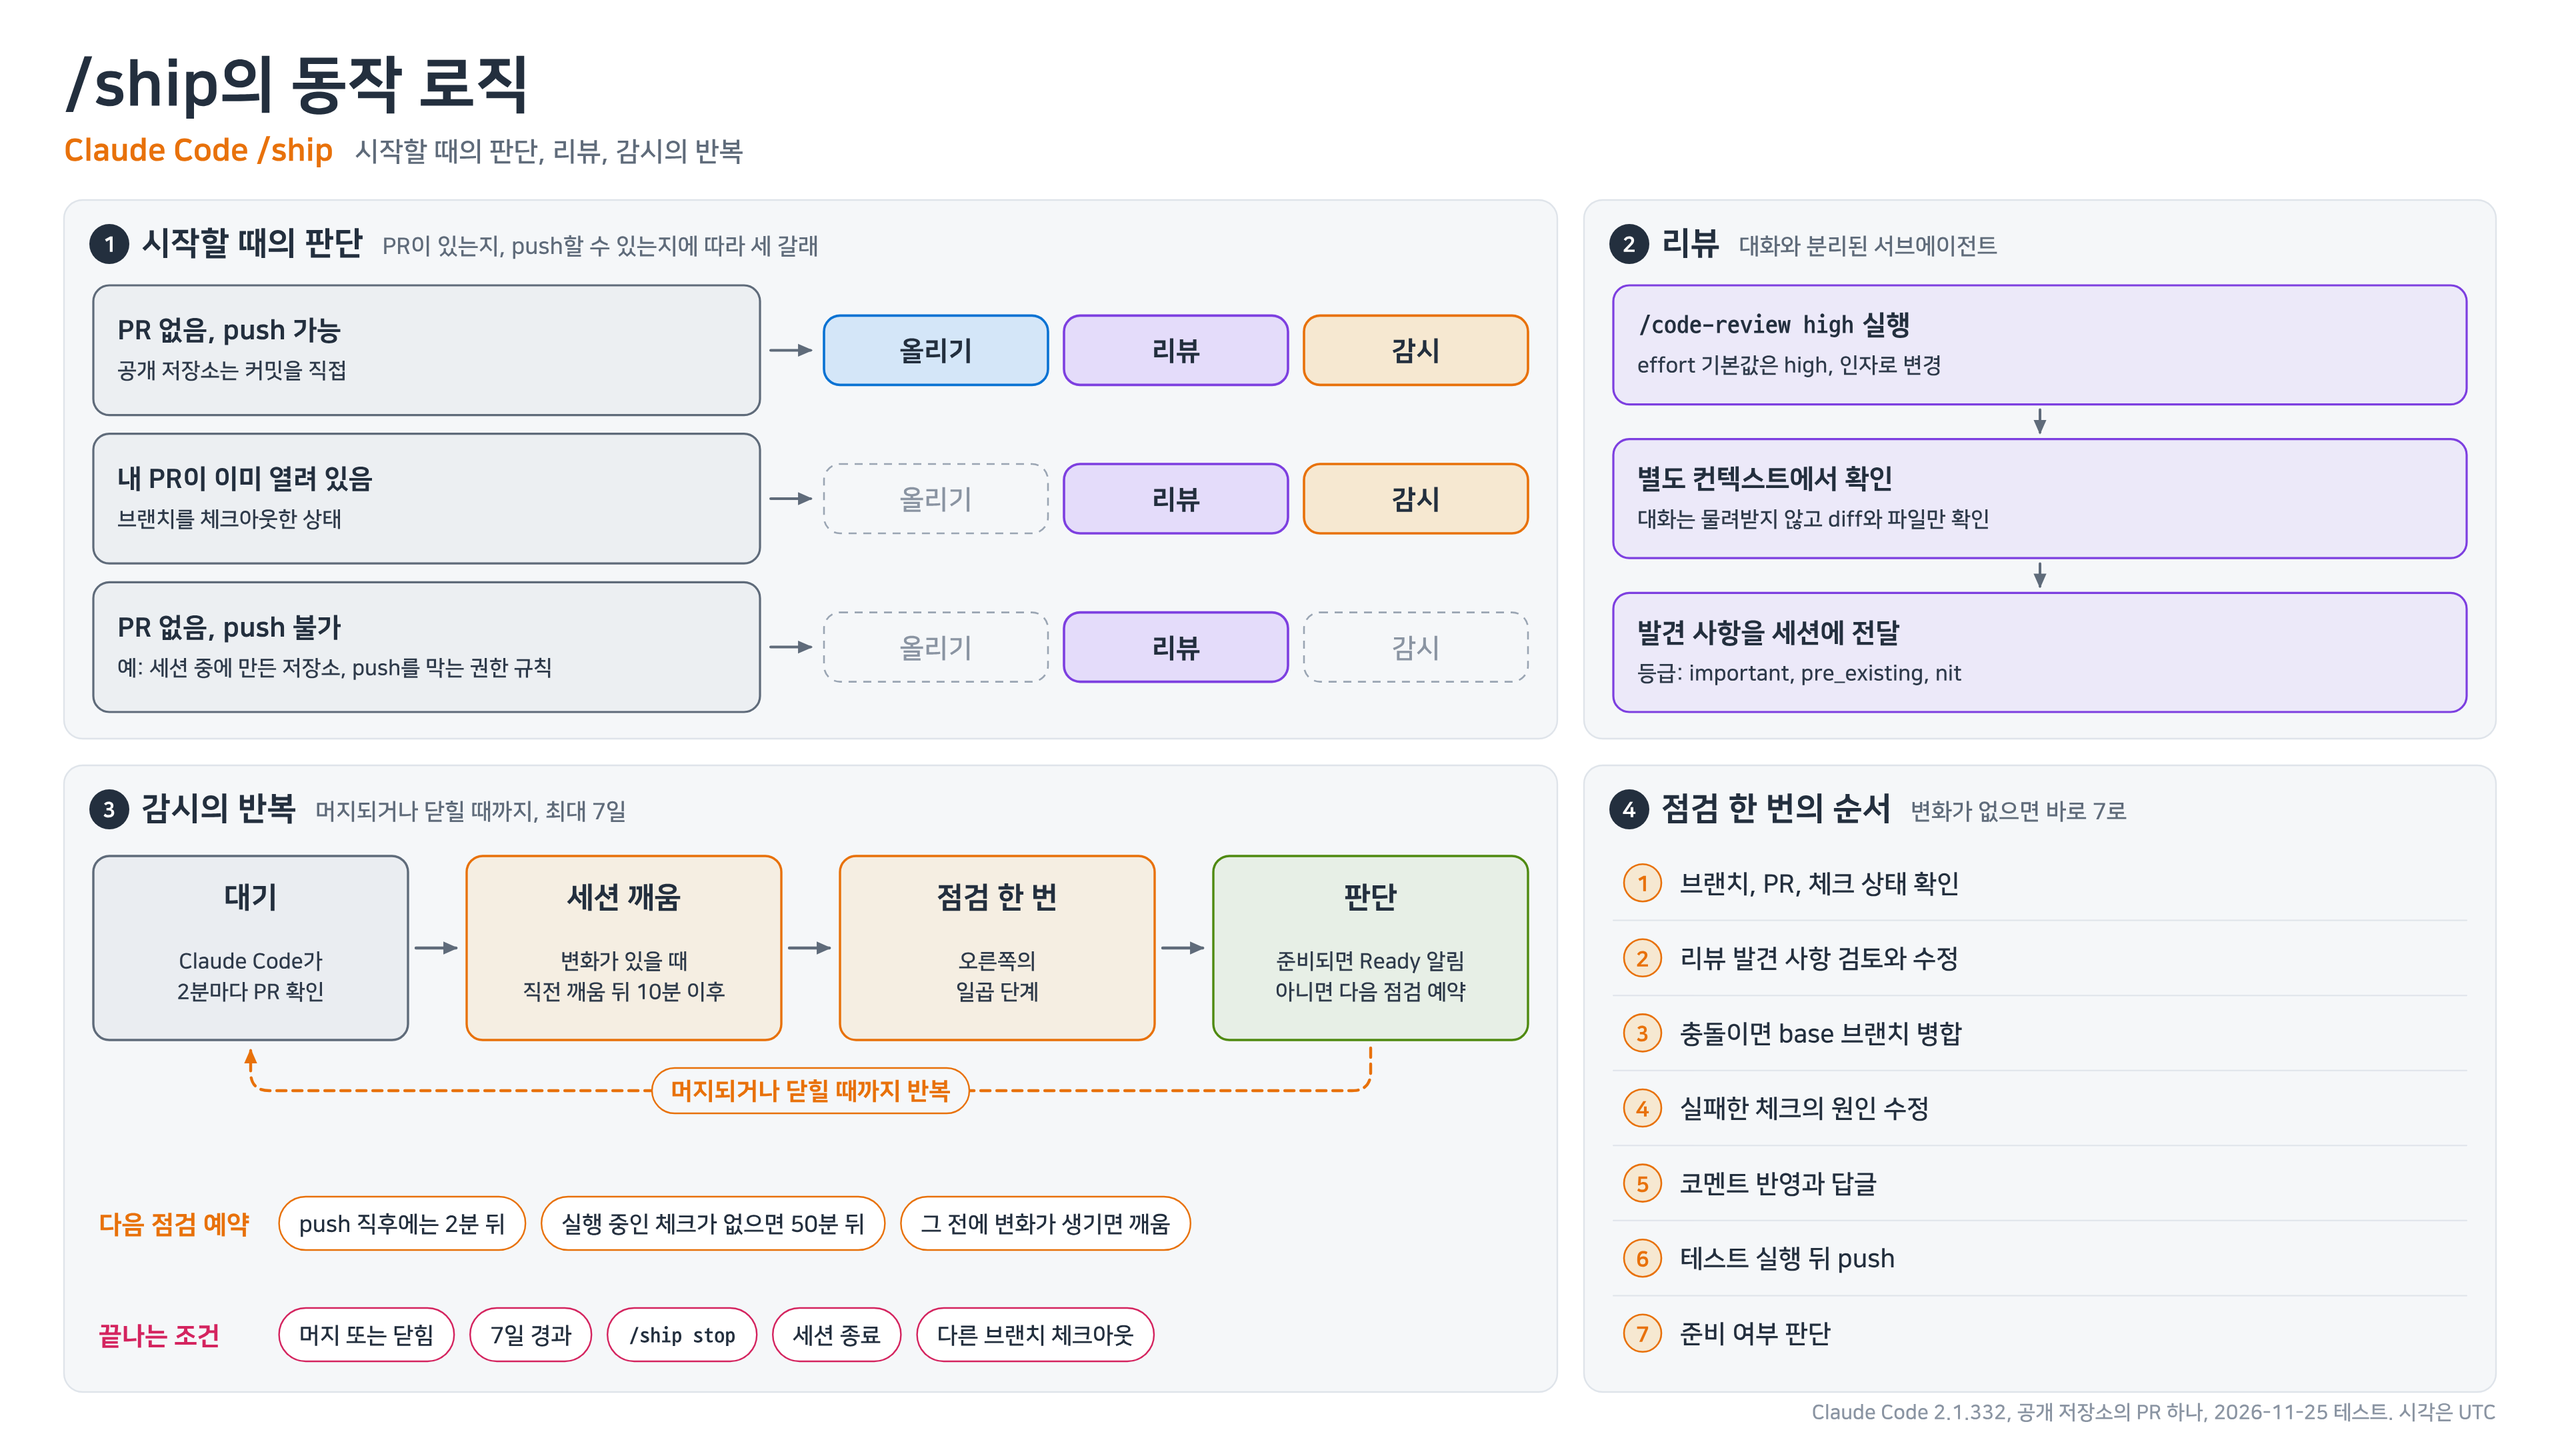 /ship의 동작 로직
Claude Code /ship 시작할 때의 판단, 리뷰, 감시의 반복
1 시작할 때의 판단 PR이 있는지, push할 수 있는지에 따라 세 갈래
PR 없음, push 가능
공개 저장소는 커밋을 직접
올리기 리뷰 감시
내 PR이 이미 열려 있음
브랜치를 체크아웃한 상태
올리기 리뷰 감시
PR 없음, push 불가
예: 세션 중에 만든 저장소, push를 막는 권한 규칙
올리기 리뷰 감시
2 리뷰 대화와 분리된 서브에이전트
/code-review high 실행
effort 기본값은 high, 인자로 변경
별도 컨텍스트에서 확인
대화는 물려받지 않고 diff와 파일만 확인
발견 사항을 세션에 전달
등급: important, pre_existing, nit
3 감시의 반복 머지되거나 닫힐 때까지, 최대 7일
대기
Claude Code가
2분마다 PR 확인
세션 깨움
변화가 있을 때
직전 깨움 뒤 10분 이후
점검 한 번
오른쪽의
일곱 단계
판단
준비되면 Ready 알림
아니면 다음 점검 예약
머지되거나 닫힐 때까지 반복
다음 점검 예약 push 직후에는 2분 뒤 실행 중인 체크가 없으면 50분 뒤 그 전에 변화가 생기면 깨움
끝나는 조건 머지 또는 닫힘 7일 경과 /ship stop 세션 종료 다른 브랜치 체크아웃
4 점검 한 번의 순서 변화가 없으면 바로 7로
1 브랜치, PR, 체크 상태 확인
2 리뷰 발견 사항 검토와 수정
3 충돌이면 base 브랜치 병합
4 실패한 체크의 원인 수정
5 코멘트 반영과 답글
6 테스트 실행 뒤 push
7 준비 여부 판단
Claude Code 2.1.332, 공개 저장소의 PR 하나, 2026-11-25 테스트. 시각은 UTC